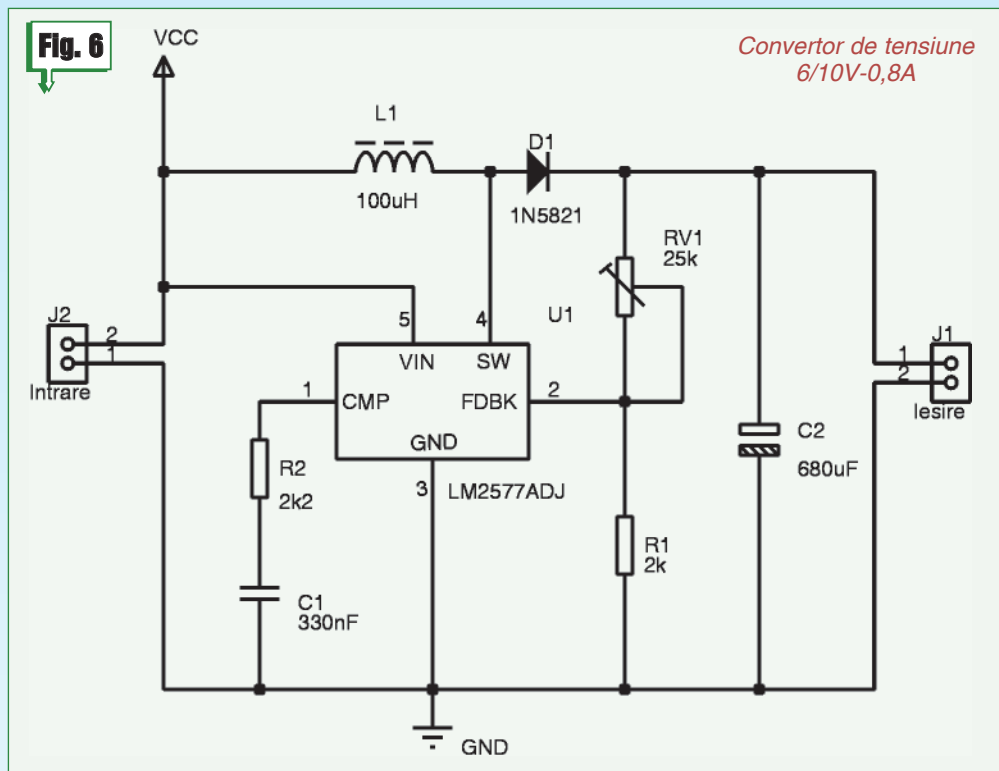 Fig. 6
VCC
Convertor de tensiune
6/10V-0,8A
L1
100uH
D1
1N5821
RV1
25k
U1
J2
2
1
Intrare
5
4
VIN
SW
1
CMP
FDBK
2
GND
3
LM2577ADJ
R2
2k2
C1
330nF
R1
2k
C2
680uF
J1
1
2
Iesire
GND